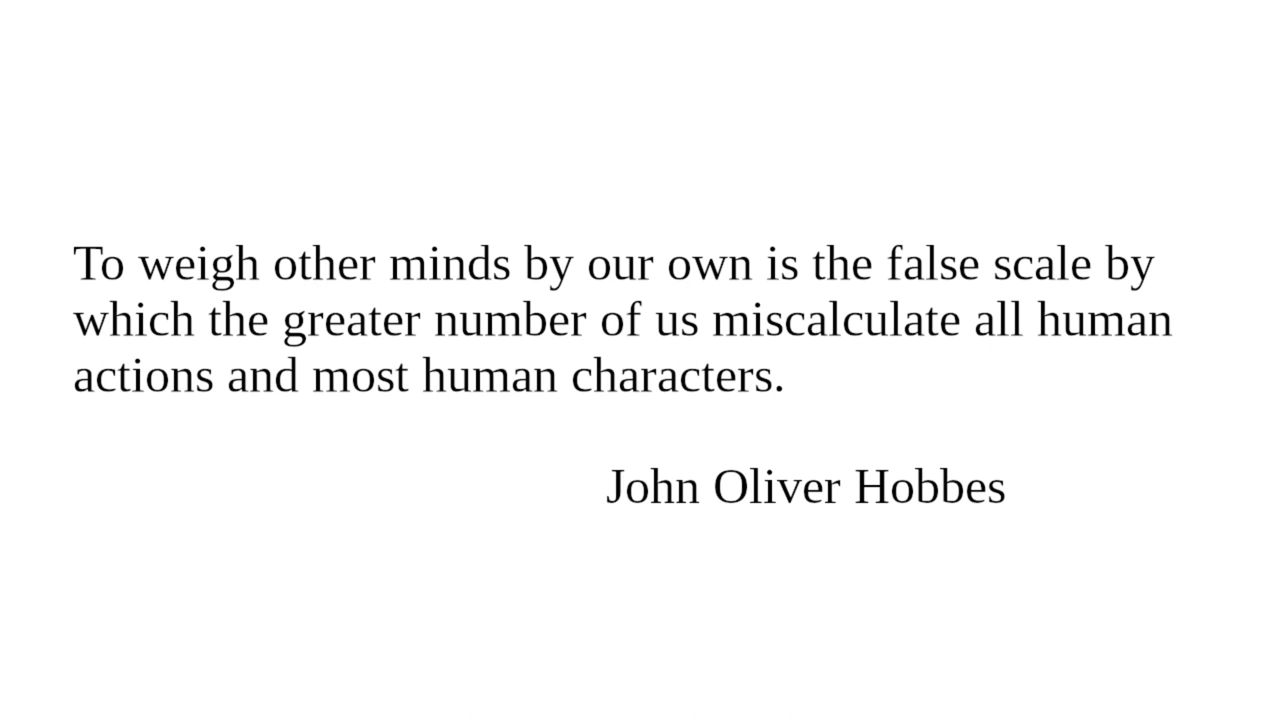 To weigh other minds by our own is the false scale by
which the greater number of us miscalculate all human
actions and most human characters.
John Oliver Hobbes